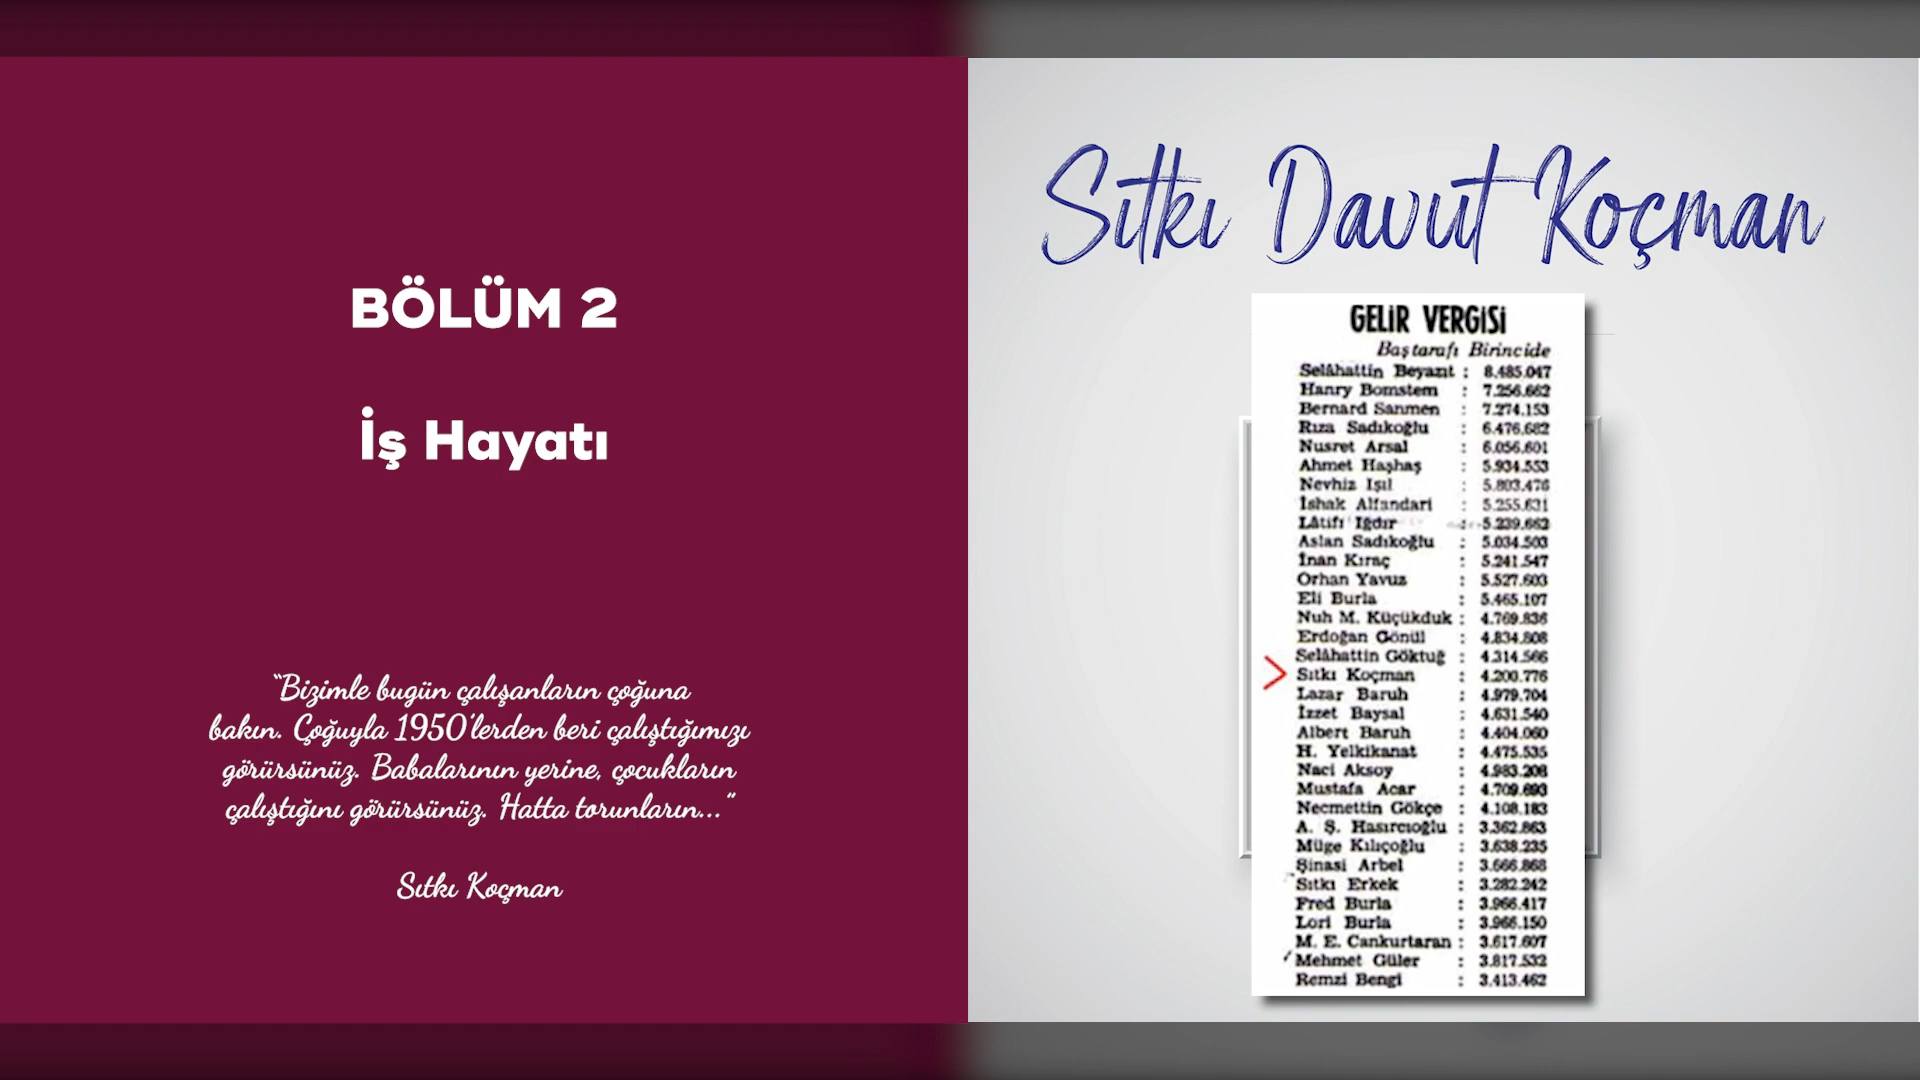 BÖLÜM 2
İş Hayatı
“Bizimle bugün çalışanların çoğuna
bakın. Çoğuyla 1950'lerden beri çalıştığımızı
görürsünüz. Babalarının yerine, çocukların
çalıştığını görürsünüz. Hatta torunların...”
Sıtkı Koçman
Sıtkı Davut Koçman
GELİR VERGİSİ
Baştarafı Birincide
Selâhattin Beyazıt : 8.485.047
Hanry Bomstem : 7.256.662
Bernard Sanmen : 7.274.153
Rıza Sadıkoğlu : 6.476.682
Nusret Arsal : 6.056.601
Ahmet Haşhaş : 5.934.553
Nevhiz Işıl : 5.803.476
İshak Alfandari : 5.255.631
Lâtifi Iğdır : 5.239.662
Aslan Sadıkoğlu : 5.034.503
İnan Kıraç : 5.241.547
Orhan Yavuz : 5.527.603
Eli Burla : 5.465.107
Nuh M. Küçükduk : 4.769.836
Erdoğan Gönül : 4.834.808
Selâhattin Göktuğ : 4.314.566
> Sıtkı Koçman : 4.200.776
Lazar Baruh : 4.979.704
İzzet Baysal : 4.631.540
Albert Baruh : 4.404.060
H. Yelkikanat : 4.475.535
Naci Aksoy : 4.983.208
Mustafa Acar : 4.709.693
Necmettin Gökçe : 4.108.183
A. Ş. Hasırcıoğlu : 3.362.863
Müge Kılıçoğlu : 3.638.235
Şinasi Arbel : 3.666.868
Sıtkı Erkek : 3.282.242
Fred Burla : 3.966.417
Lori Burla : 3.966.150
M. E. Cankurtaran : 3.617.607
Mehmet Güler : 3.817.532
Remzi Bengi : 3.413.462